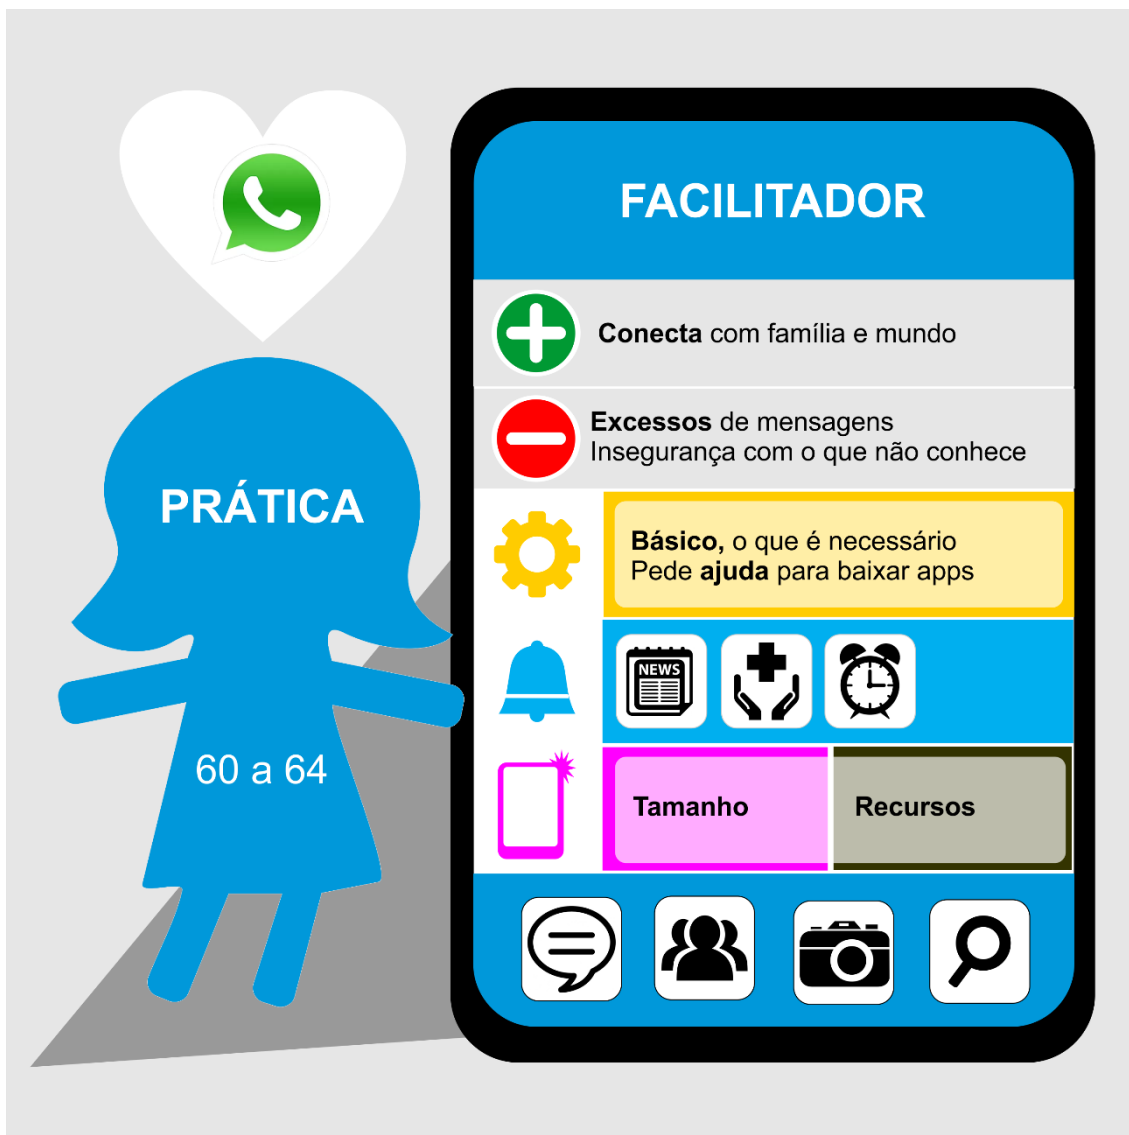 FACILITADOR
Conecta com família e mundo
Excessos de mensagens
Insegurança com o que não conhece
PRÁTICA
Básico, o que é necessário
Pede ajuda para baixar apps
NEWS
60 a 64
Tamanho
Recursos